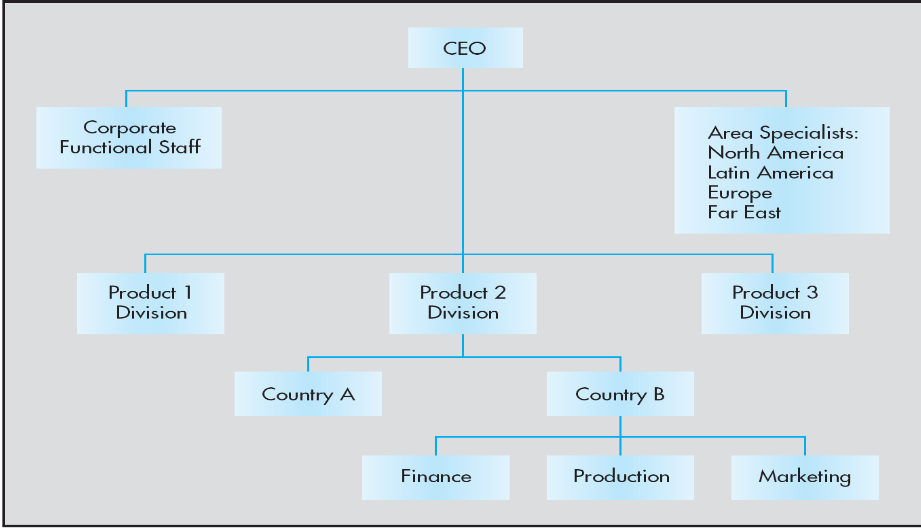 CEO
Corporate
Functional Staff
Area Specialists:
North America
Latin America
Europe
Far East
Product 1
Division
Product 2
Division
Product 3
Division
Country A
Country B
Finance
Production
Marketing